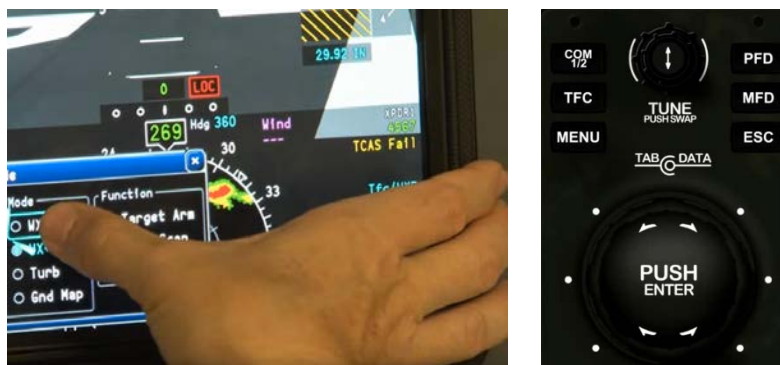 29.92 IN
0 LOC
269
Hdg 360
Wind
---
XPDR1
4567
TCAS Fail
24
30
33
Mode
Function
Target Arm
Turb
Gnd Map
COM
1/2
PFD
TFC
MFD
TUNE
PUSH SWAP
MENU
ESC
TAB DATA
PUSH
ENTER